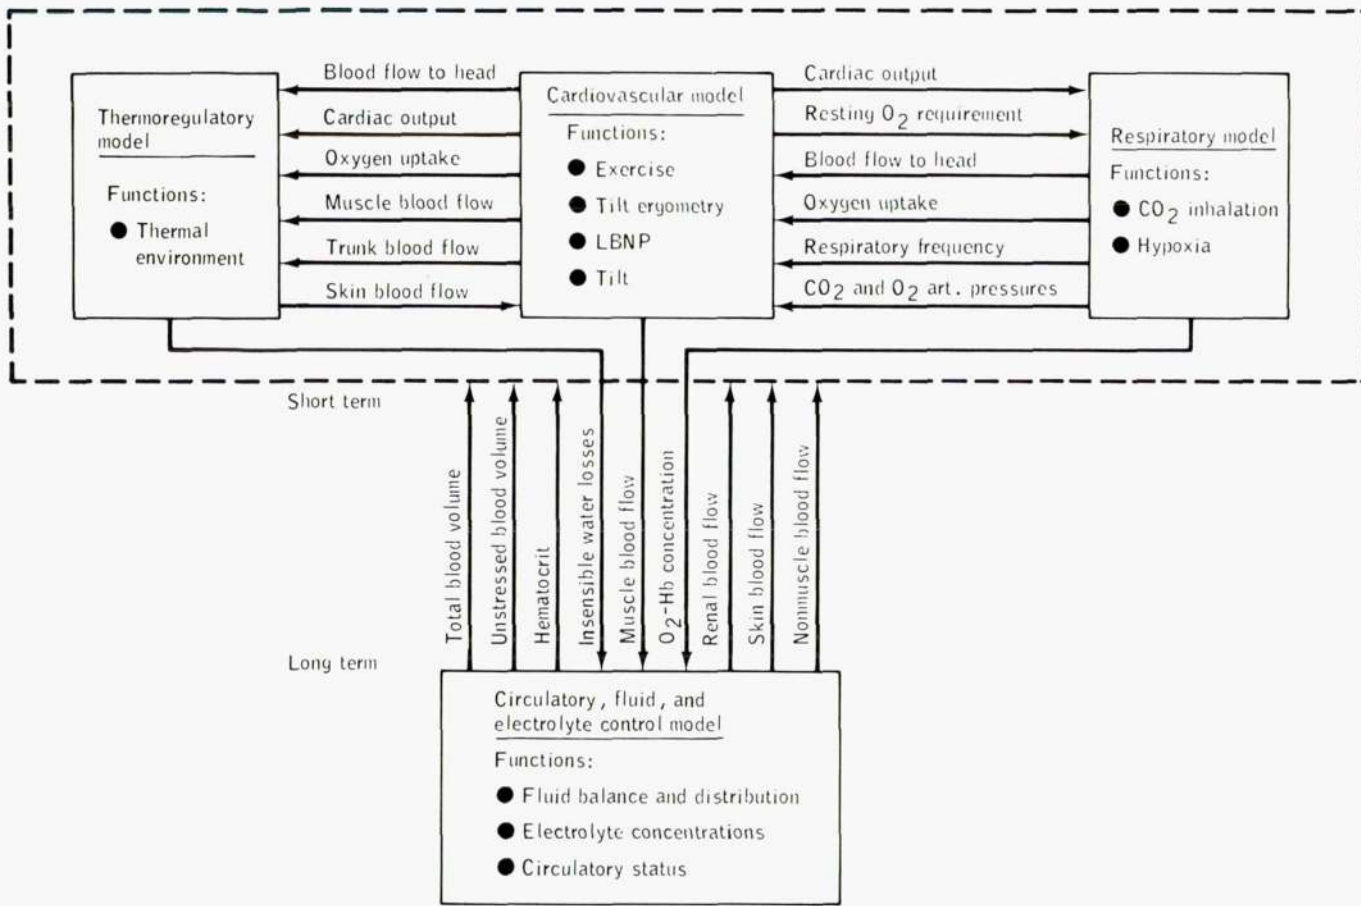 Thermoregulatory
model
Functions:
● Thermal
environment
Blood flow to head
Cardiac output
Oxygen uptake
Muscle blood flow
Trunk blood flow
Skin blood flow
Cardiovascular model
Functions:
● Exercise
● Tilt ergometry
● LBNP
● Tilt
Cardiac output
Resting O2 requirement
Blood flow to head
Oxygen uptake
Respiratory frequency
CO2 and O2 art. pressures
Respiratory model
Functions:
● CO2 inhalation
● Hypoxia
Short term
Long term
Total blood volume
Unstressed blood volume
Hematocrit
Insensible water losses
Muscle blood flow
O2-Hb concentration
Renal blood flow
Skin blood flow
Nonmuscle blood flow
Circulatory, fluid, and
electrolyte control model
Functions:
● Fluid balance and distribution
● Electrolyte concentrations
● Circulatory status